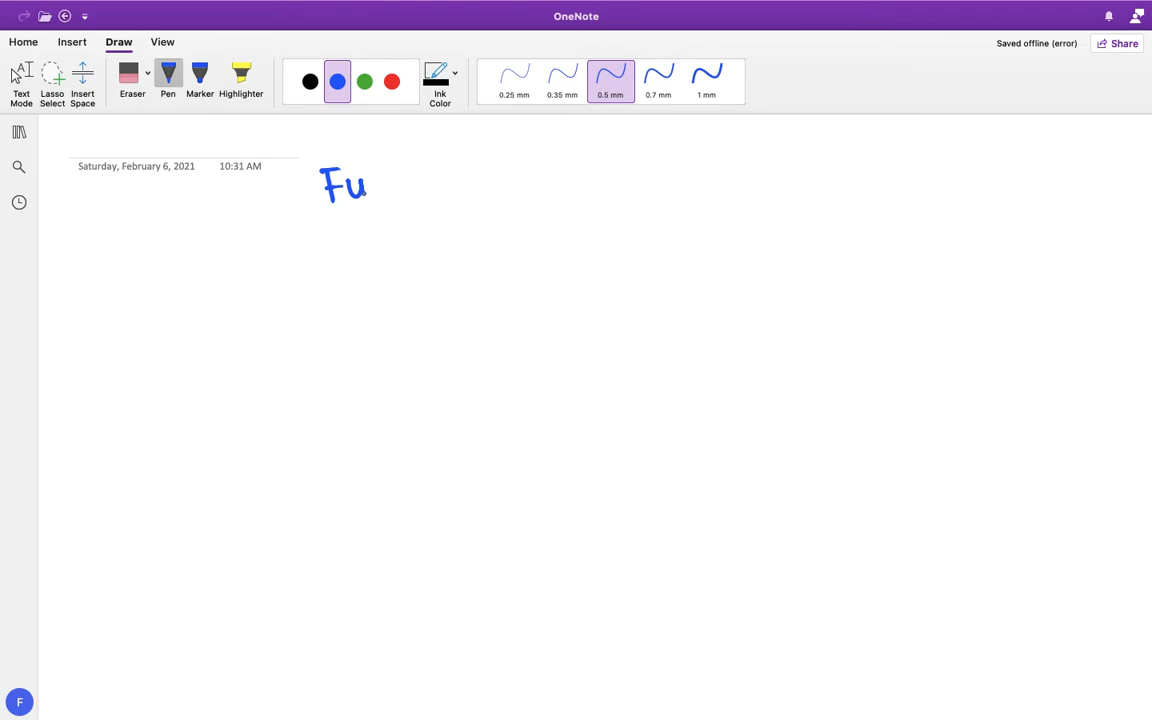 OneNote
Home Insert Draw View
Saved offline (error) Share
Text Mode
Lasso Select
Insert Space
Eraser
Pen
Marker
Highlighter
Ink Color
0.25 mm
0.35 mm
0.5 mm
0.7 mm
1 mm
Saturday, February 6, 2021 10:31 AM
Fu
F